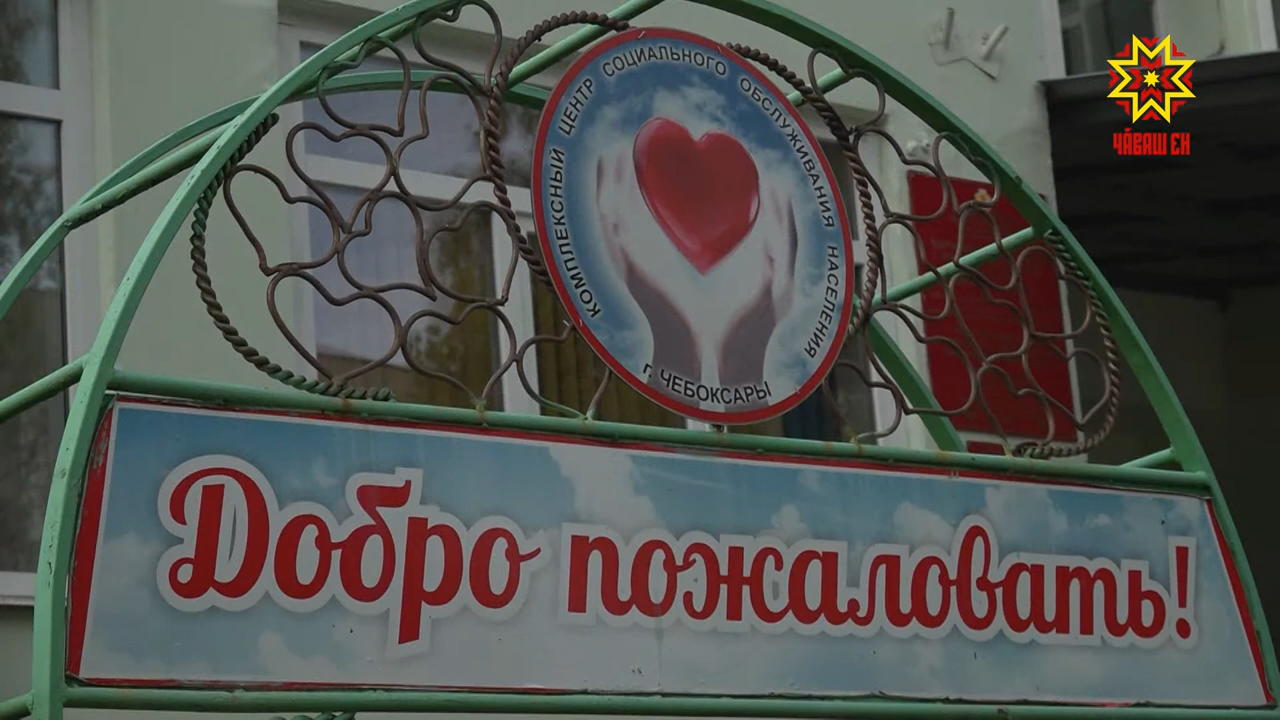 ЧӐВАШ ЕН
КОМПЛЕКСНЫЙ ЦЕНТР СОЦИАЛЬНОГО ОБСЛУЖИВАНИЯ НАСЕЛЕНИЯ
г. ЧЕБОКСАРЫ
Добро пожаловать!